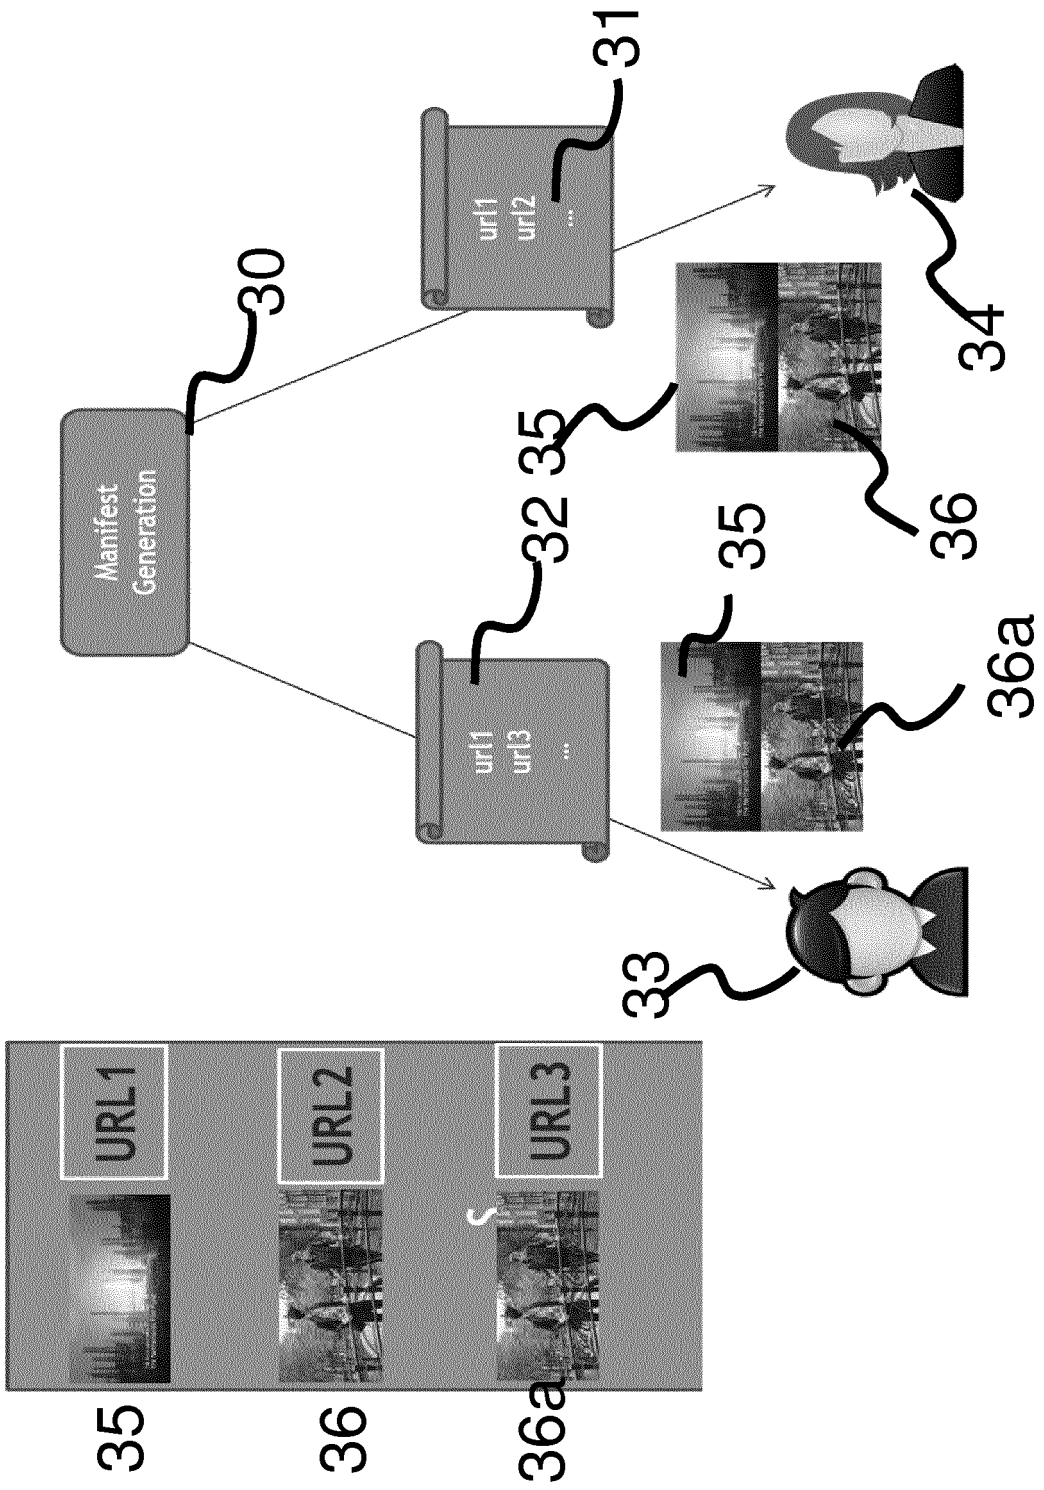 35
URL1
36
URL2
36a
URL3
Manifest
Generation
30
url1
url3
...
32
url1
url2
...
31
33
35
36a
35
36
34